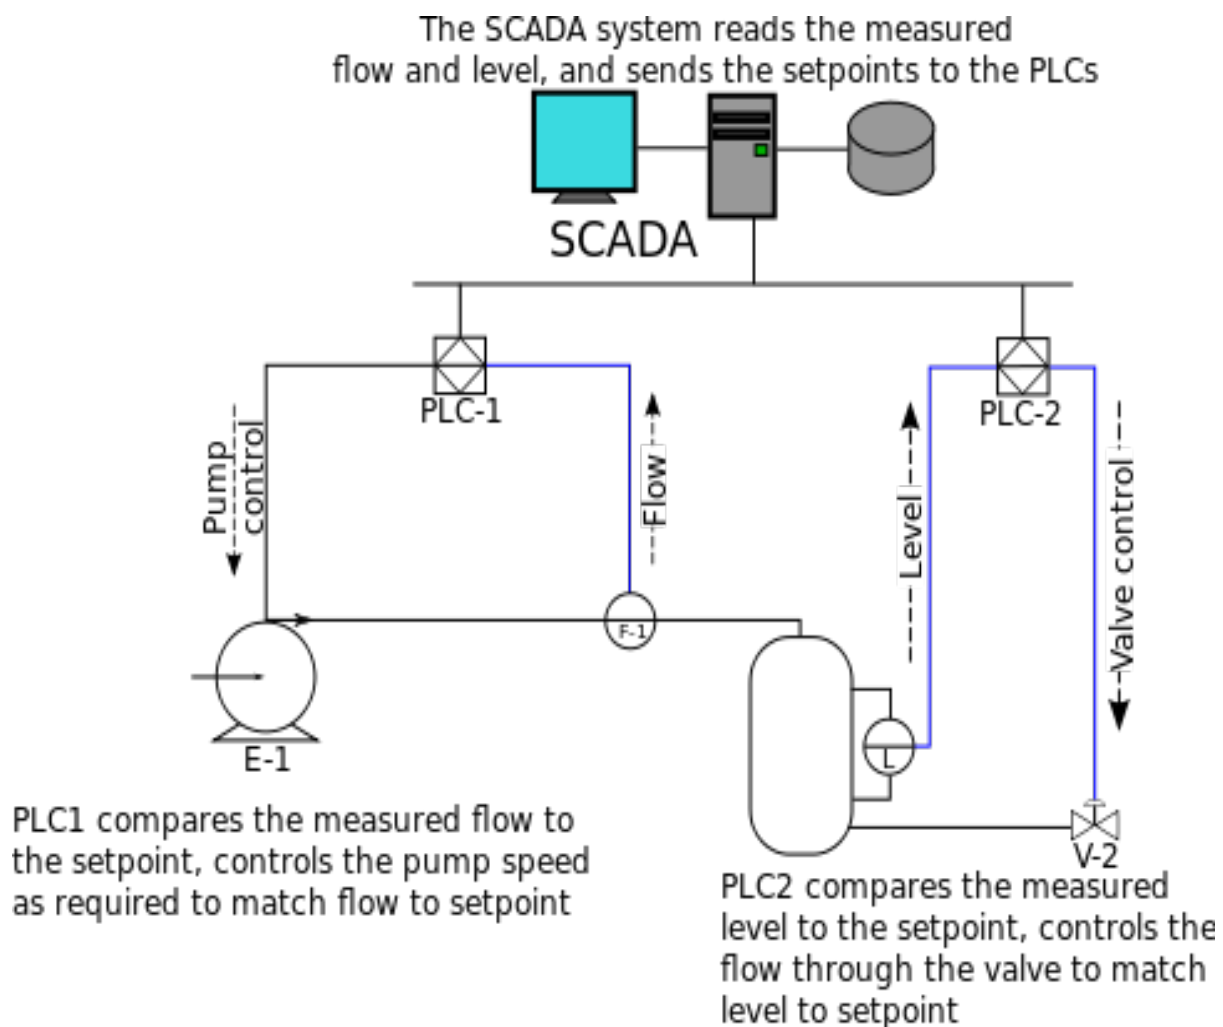 The SCADA system reads the measured
flow and level, and sends the setpoints to the PLCs
SCADA
PLC-1
PLC-2
Pump
control
Flow
Level
Valve control
F-1
L
E-1
V-2
PLC1 compares the measured flow to
the setpoint, controls the pump speed
as required to match flow to setpoint
PLC2 compares the measured
level to the setpoint, controls the
flow through the valve to match
level to setpoint